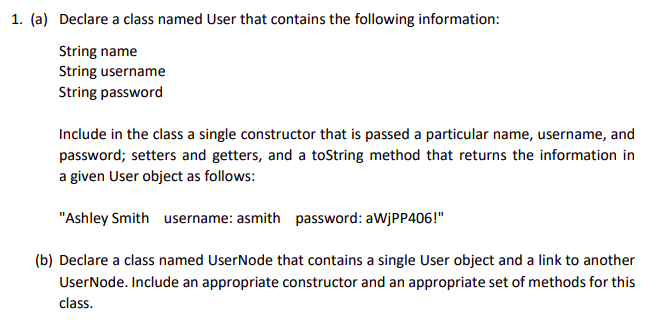 1. (a) Declare a class named User that contains the following information:
String name
String username
String password
Include in the class a single constructor that is passed a particular name, username, and
password; setters and getters, and a toString method that returns the information in
a given User object as follows:
"Ashley Smith username: asmith password: aWjPP406!"
(b) Declare a class named UserNode that contains a single User object and a link to another
UserNode. Include an appropriate constructor and an appropriate set of methods for this
class.